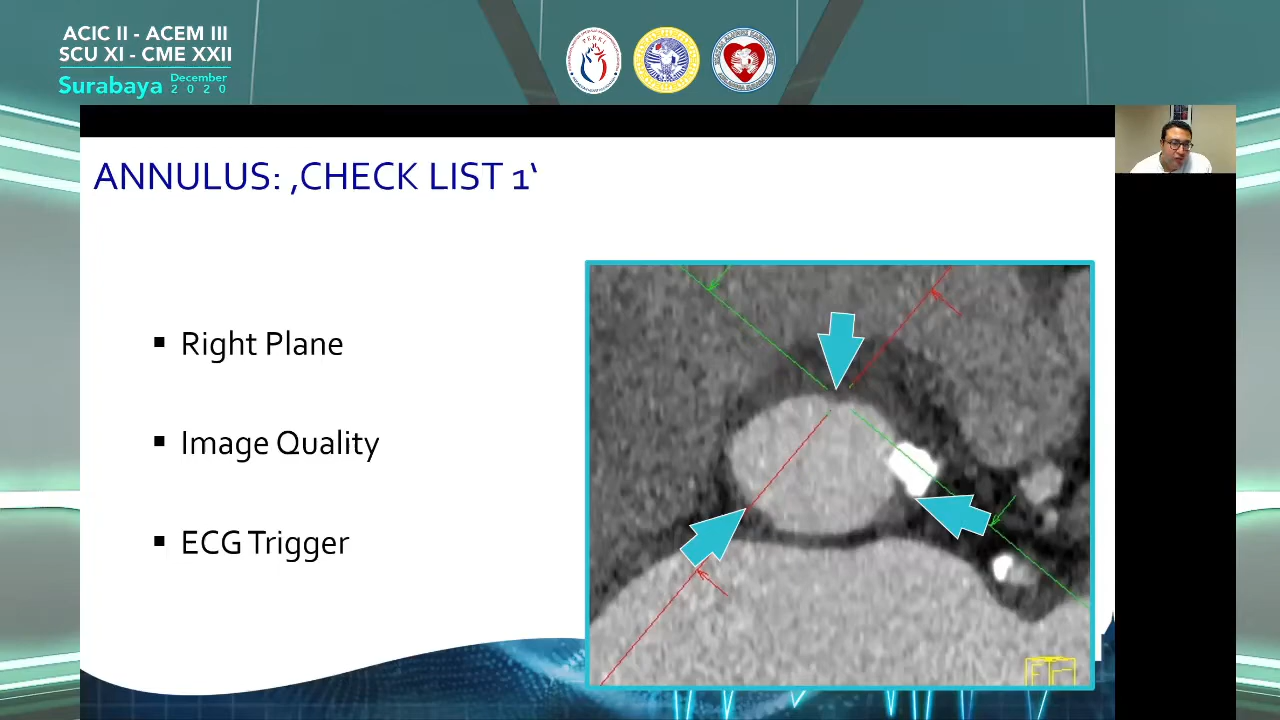 ACIC II - ACEM III
SCU XI - CME XXII
Surabaya December 2020
PERKI
ANNULUS: ‚CHECK LIST 1‘
▪ Right Plane
▪ Image Quality
▪ ECG Trigger